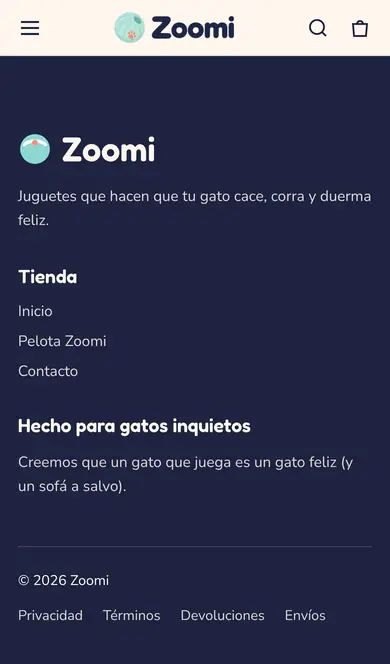 Zoomi
Zoomi
Juguetes que hacen que tu gato cace, corra y duerma
feliz.
Tienda
Inicio
Pelota Zoomi
Contacto
Hecho para gatos inquietos
Creemos que un gato que juega es un gato feliz (y
un sofá a salvo).
© 2026 Zoomi
Privacidad Términos Devoluciones Envíos